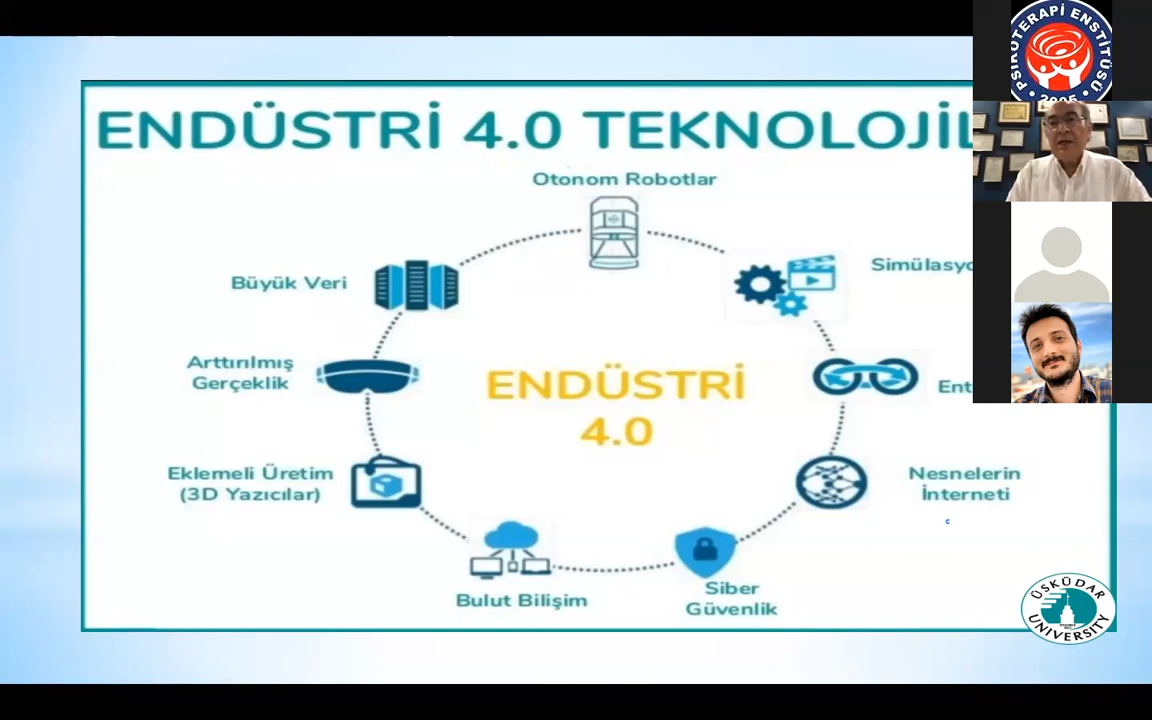 ENDÜSTRİ 4.0
Otonom Robotlar
Büyük Veri
Arttırılmış
Gerçeklik
ENDÜSTRİ
4.0
Eklemeli Üretim
(3D Yazıcılar)
Nesnelerin
İnterneti
c
Bulut Bilişim
Siber
Güvenlik
PSİKOTERAPİ ENSTİTÜSÜ
2005
ÜSKÜDAR
UNIVERSITY